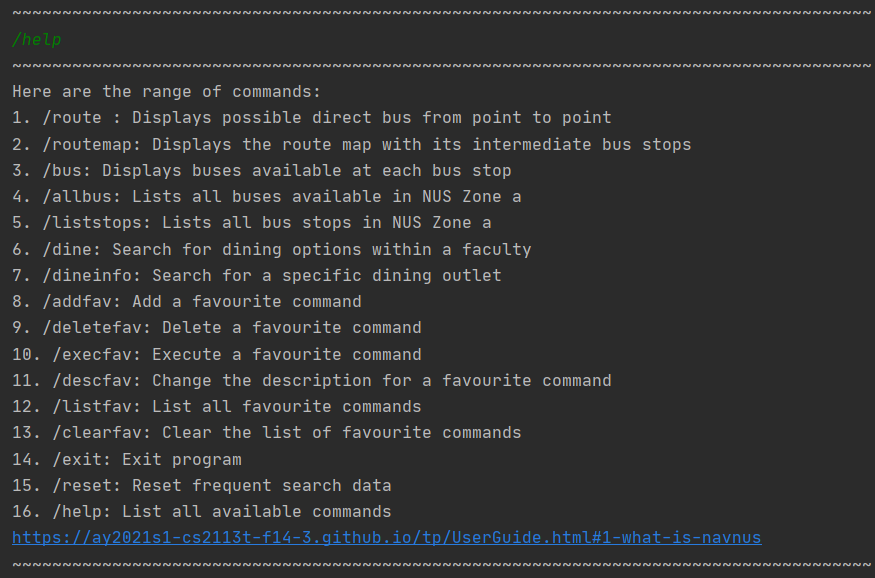 ~~~~~~~~~~~~~~~~~~~~~~~~~~~~~~~~~~~~~~~~~~~~~~~~~~~~~~~~~~~~~~~~~~~~~~~~~~~~~~~~~~~~~~
/help
~~~~~~~~~~~~~~~~~~~~~~~~~~~~~~~~~~~~~~~~~~~~~~~~~~~~~~~~~~~~~~~~~~~~~~~~~~~~~~~~~~~~~~
Here are the range of commands:
1. /route : Displays possible direct bus from point to point
2. /routemap: Displays the route map with its intermediate bus stops
3. /bus: Displays buses available at each bus stop
4. /allbus: Lists all buses available in NUS Zone a
5. /liststops: Lists all bus stops in NUS Zone a
6. /dine: Search for dining options within a faculty
7. /dineinfo: Search for a specific dining outlet
8. /addfav: Add a favourite command
9. /deletefav: Delete a favourite command
10. /execfav: Execute a favourite command
11. /descfav: Change the description for a favourite command
12. /listfav: List all favourite commands
13. /clearfav: Clear the list of favourite commands
14. /exit: Exit program
15. /reset: Reset frequent search data
16. /help: List all available commands
https://ay2021s1-cs2113t-f14-3.github.io/tp/UserGuide.html#1-what-is-navnus
~~~~~~~~~~~~~~~~~~~~~~~~~~~~~~~~~~~~~~~~~~~~~~~~~~~~~~~~~~~~~~~~~~~~~~~~~~~~~~~~~~~~~~